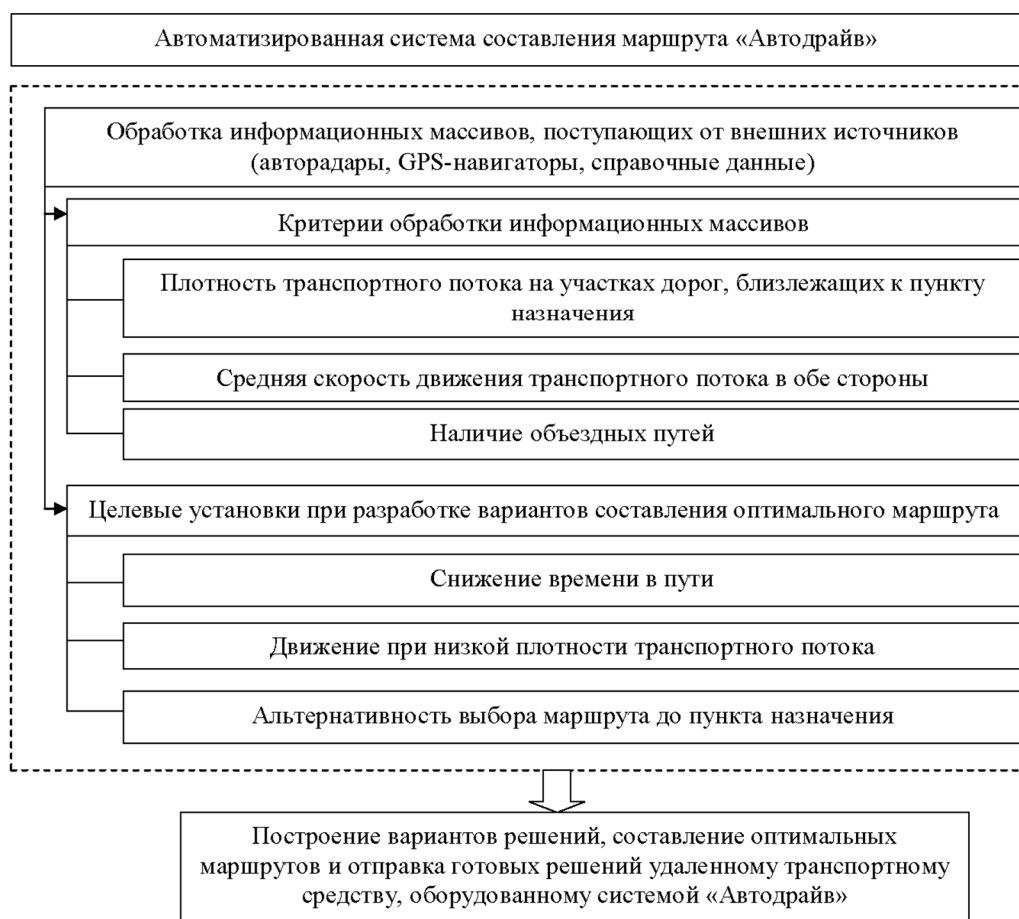 Автоматизированная система составления маршрута «Автодрайв»
Обработка информационных массивов, поступающих от внешних источников
(авторадары, GPS-навигаторы, справочные данные)
Критерии обработки информационных массивов
Плотность транспортного потока на участках дорог, близлежащих к пункту
назначения
Средняя скорость движения транспортного потока в обе стороны
Наличие объездных путей
Целевые установки при разработке вариантов составления оптимального маршрута
Снижение времени в пути
Движение при низкой плотности транспортного потока
Альтернативность выбора маршрута до пункта назначения
Построение вариантов решений, составление оптимальных
маршрутов и отправка готовых решений удаленному транспортному
средству, оборудованному системой «Автодрайв»